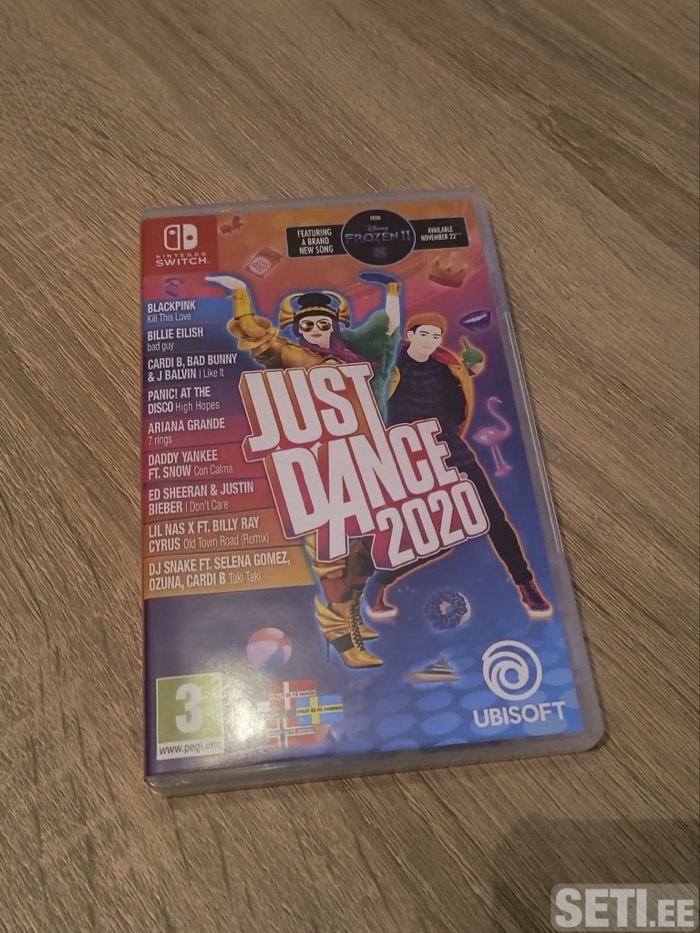 NINTENDO
SWITCH
FEATURING
A BRAND
NEW SONG
FROM
Disney
FROZEN II
AVAILABLE
NOVEMBER 22
BLACKPINK
Kill This Love
BILLIE EILISH
bad guy
CARDI B, BAD BUNNY
& J BALVIN I Like It
PANIC! AT THE
DISCO High Hopes
ARIANA GRANDE
7 rings
DADDY YANKEE
FT. SNOW Con Calma
ED SHEERAN & JUSTIN
BIEBER I Don't Care
LIL NAS X FT. BILLY RAY
CYRUS Old Town Road (Remix)
DJ SNAKE FT. SELENA GOMEZ,
OZUNA, CARDI B Taki Taki
JUST
DANCE
2020
3
www.pegi.info
UBISOFT
SETI.EE